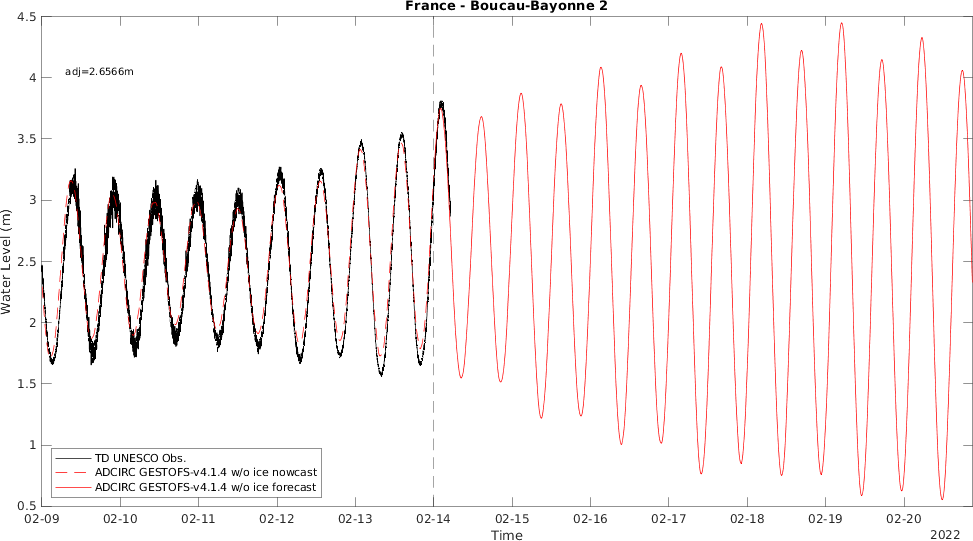 France - Boucau-Bayonne 2
adj=2.6566m
Water Level (m)
4.5
4
3.5
3
2.5
2
1.5
1
0.5
TD UNESCO Obs.
ADCIRC GESTOFS-v4.1.4 w/o ice nowcast
ADCIRC GESTOFS-v4.1.4 w/o ice forecast
02-09 02-10 02-11 02-12 02-13 02-14 02-15 02-16 02-17 02-18 02-19 02-20
Time
2022